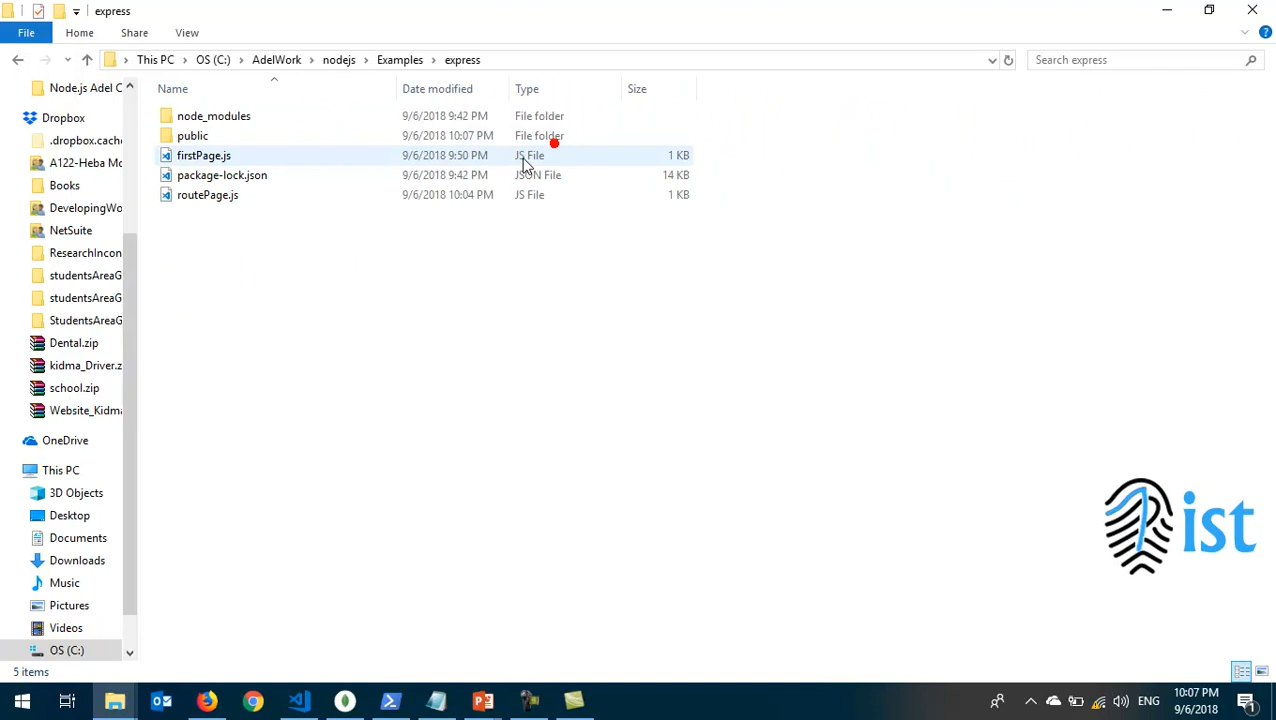 express
File Home Share View
This PC OS (C:) AdelWork nodejs Examples express Search express
Name Date modified Type Size
Node.js Adel C
Dropbox
.dropbox.cache
A122-Heba Mo
Books
DevelopingWo
NetSuite
ResearchIncon
studentsAreaG
studentsAreaG
StudentsAreaG
Dental.zip
kidma_Driver.z
school.zip
Website_Kidma
OneDrive
This PC
3D Objects
Desktop
Documents
Downloads
Music
Pictures
Videos
OS (C:)
node_modules 9/6/2018 9:42 PM File folder
public 9/6/2018 10:07 PM File folder
firstPage.js 9/6/2018 9:50 PM JS File 1 KB
package-lock.json 9/6/2018 9:42 PM JSON File 14 KB
routePage.js 9/6/2018 10:04 PM JS File 1 KB
ist
5 items
ENG
10:07 PM
9/6/2018
1